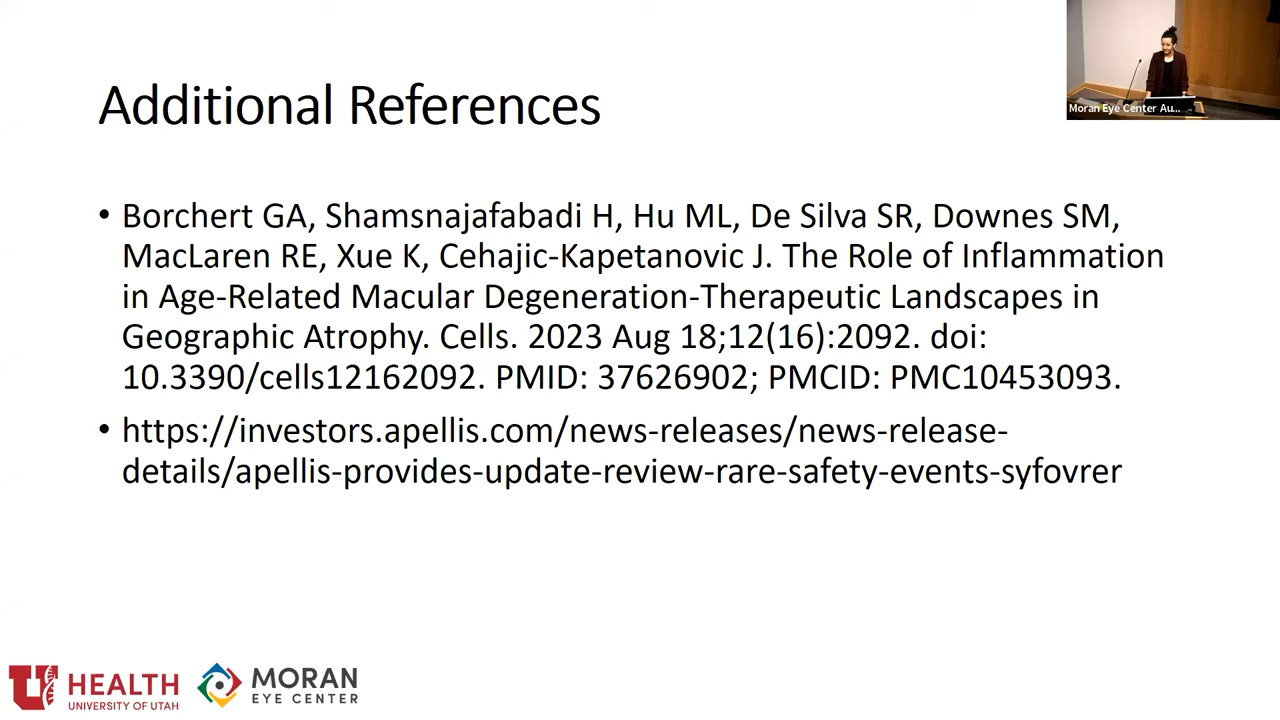 Additional References
Moran Eye Center Au...
• Borchert GA, Shamsnajafabadi H, Hu ML, De Silva SR, Downes SM,
MacLaren RE, Xue K, Cehajic-Kapetanovic J. The Role of Inflammation
in Age-Related Macular Degeneration-Therapeutic Landscapes in
Geographic Atrophy. Cells. 2023 Aug 18;12(16):2092. doi:
10.3390/cells12162092. PMID: 37626902; PMCID: PMC10453093.
• https://investors.apellis.com/news-releases/news-release-
details/apellis-provides-update-review-rare-safety-events-syfovrer
U HEALTH
UNIVERSITY OF UTAH
MORAN
EYE CENTER